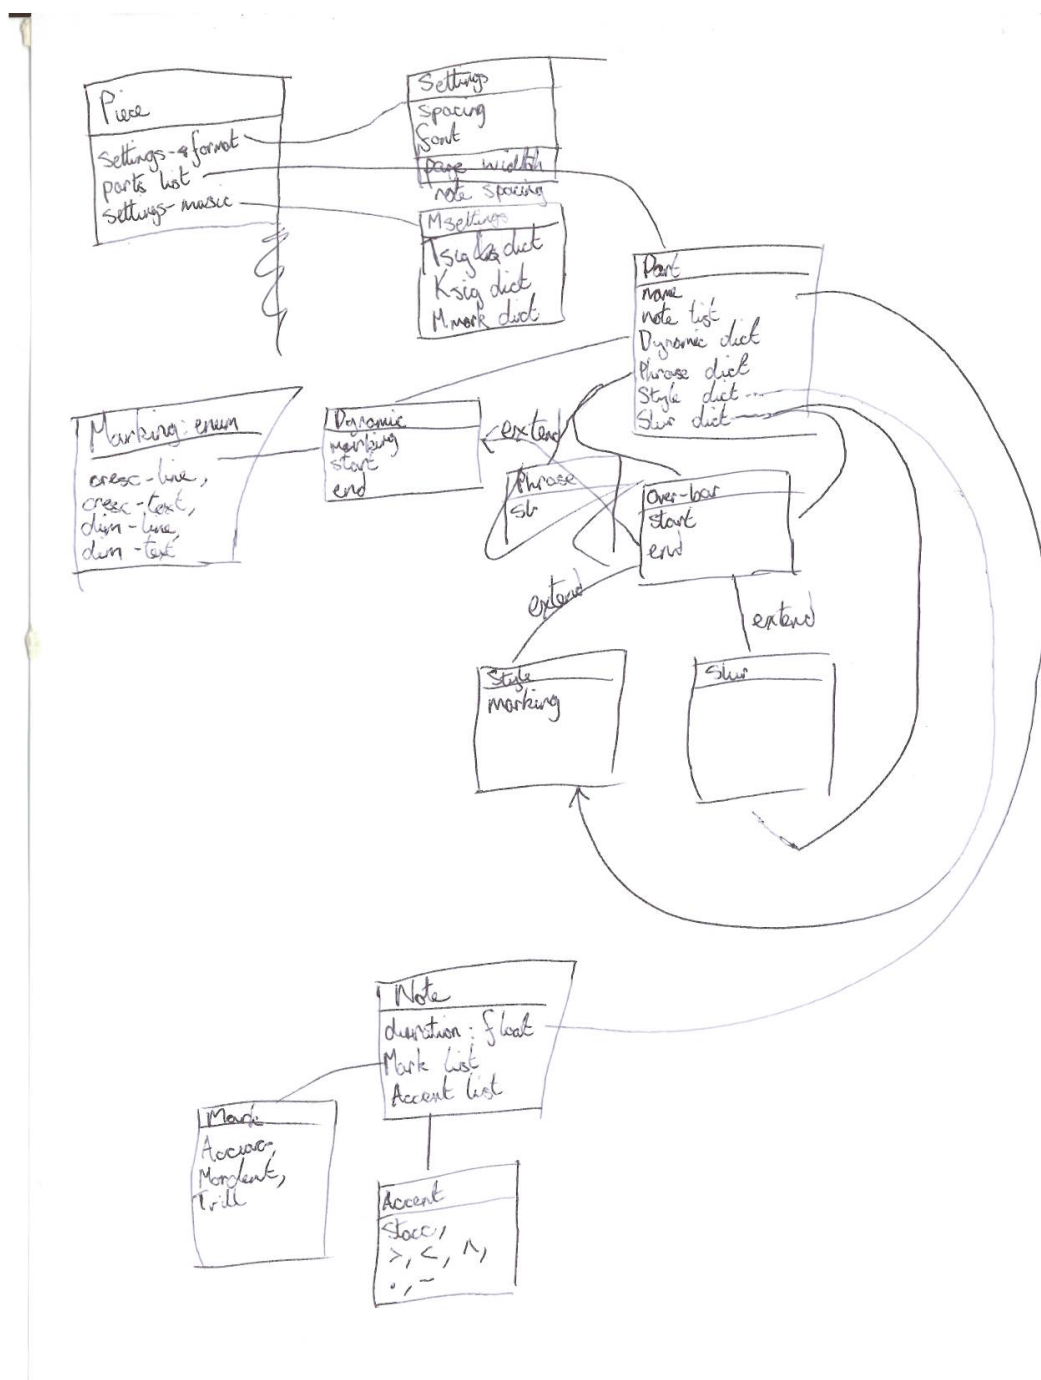 Piece
settings-format
parts list
settings-music
Settings
spacing
font
page width
note spacing
Msettings
Tsig dict
Ksig dict
Mmark dict
Part
name
note list
Dynamic dict
Phrase dict
Style dict
Slur dict
Marking: enum
cresc-line,
cresc-text,
dim-line,
dim-text
Dynamic
marking
start
end
extend
Phrase
St
Over-bar
start
end
extend
extend
Style
marking
Slur
Note
duration: float
Mark list
Accent list
Mark
Mordent,
Trill
Accent
Stacc,
>, <, ^,
., -